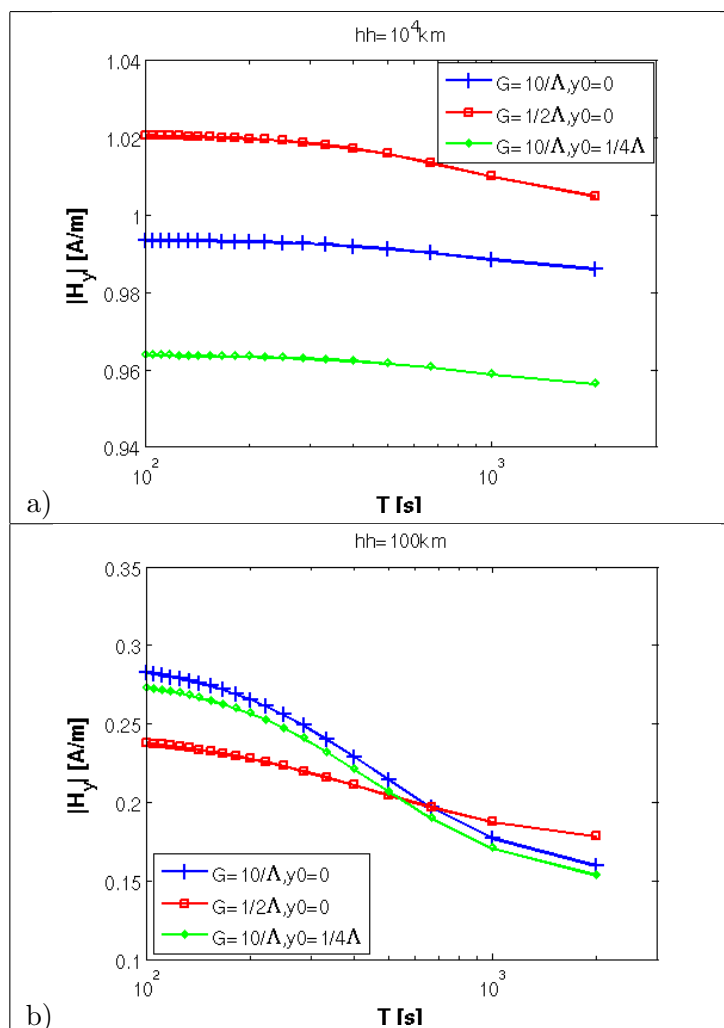 hh=10⁴km
1.04
1.02
1
0.98
0.96
0.94
|H_y| [A/m]
G=10/Λ,y0=0
G=1/2Λ,y0=0
G=10/Λ,y0=1/4Λ
10²
10³
T [s]
a)
hh=100km
0.35
0.3
0.25
0.2
0.15
0.1
|H_y| [A/m]
G=10/Λ,y0=0
G=1/2Λ,y0=0
G=10/Λ,y0=1/4Λ
10²
10³
T [s]
b)